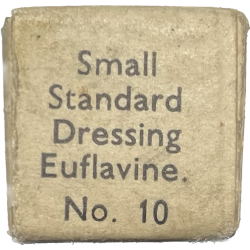 Small
Standard
Dressing
Euflavine.
No. 10